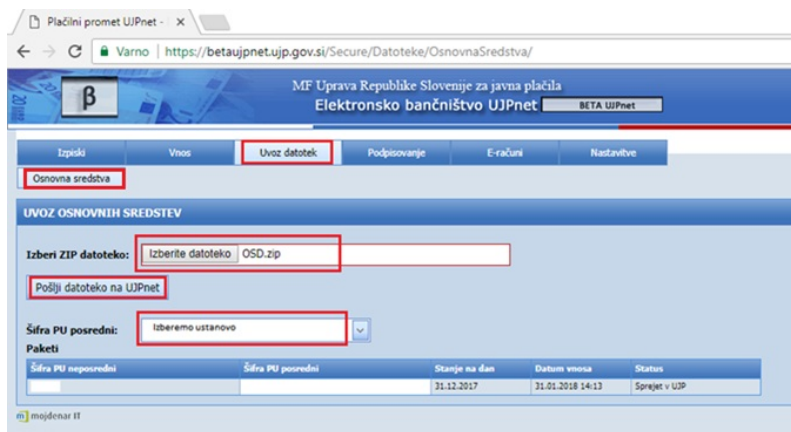 Plačilni promet UJPnet -
Varno | https://betaujpnet.ujp.gov.si/Secure/Datoteke/OsnovnaSredstva/
β
MF Uprava Republike Slovenije za javna plačila
Elektronsko bančništvo UJPnet BETA UJPnet
Izpiski Vnos Uvoz datotek Podpisovanje E-računi Nastavitve
Osnovna sredstva
UVOZ OSNOVNIH SREDSTEV
Izberi ZIP datoteko: Izberite datoteko OSD.zip
Pošlji datoteko na UJPnet
Šifra PU posredni: Izberemo ustanovo
Paketi
Šifra PU neposredni Šifra PU posredni Stanje na dan Datum vnosa Status
31.12.2017 31.01.2018 14:13 Sprejet v UJP
m mojdenar IT